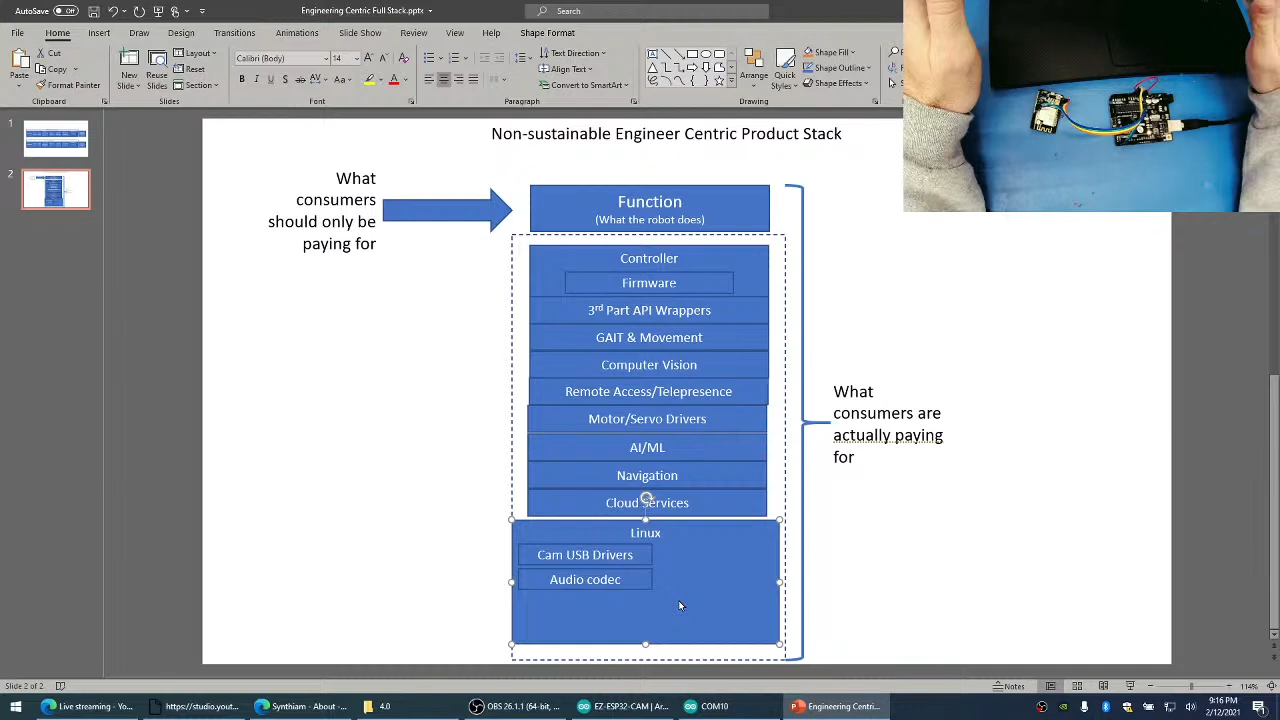 AutoSave
Off
Engineering Centric Full Stack.pptx
Search
File
Home
Insert
Draw
Design
Transitions
Animations
Slide Show
Review
View
Help
Shape Format
Paste
Cut
Copy
Format Painter
Clipboard
New
Slide
Reuse
Slides
Layout
Reset
Section
Slides
Calibri (Body)
14
Font
Text Direction
Align Text
Convert to SmartArt
Paragraph
Arrange
Quick
Styles
Shape Fill
Shape Outline
Shape Effects
Drawing
1
2
Non-sustainable Engineer Centric Product Stack
What
consumers
should only be
paying for
Function
(What the robot does)
Controller
Firmware
3rd Part API Wrappers
GAIT & Movement
Computer Vision
Remote Access/Telepresence
Motor/Servo Drivers
AI/ML
Navigation
Cloud Services
Linux
Cam USB Drivers
Audio codec
What
consumers are
actually paying
for
Slide 2 of 2
Notes
114%
Live streaming - Yo...
https://studio.yout...
Synthiam - About - ...
4.0
OBS 26.1.1 (64-bit, ...
EZ-ESP32-CAM | Ar...
COM10
Engineering Centric...
9:16 PM
2/12/2021